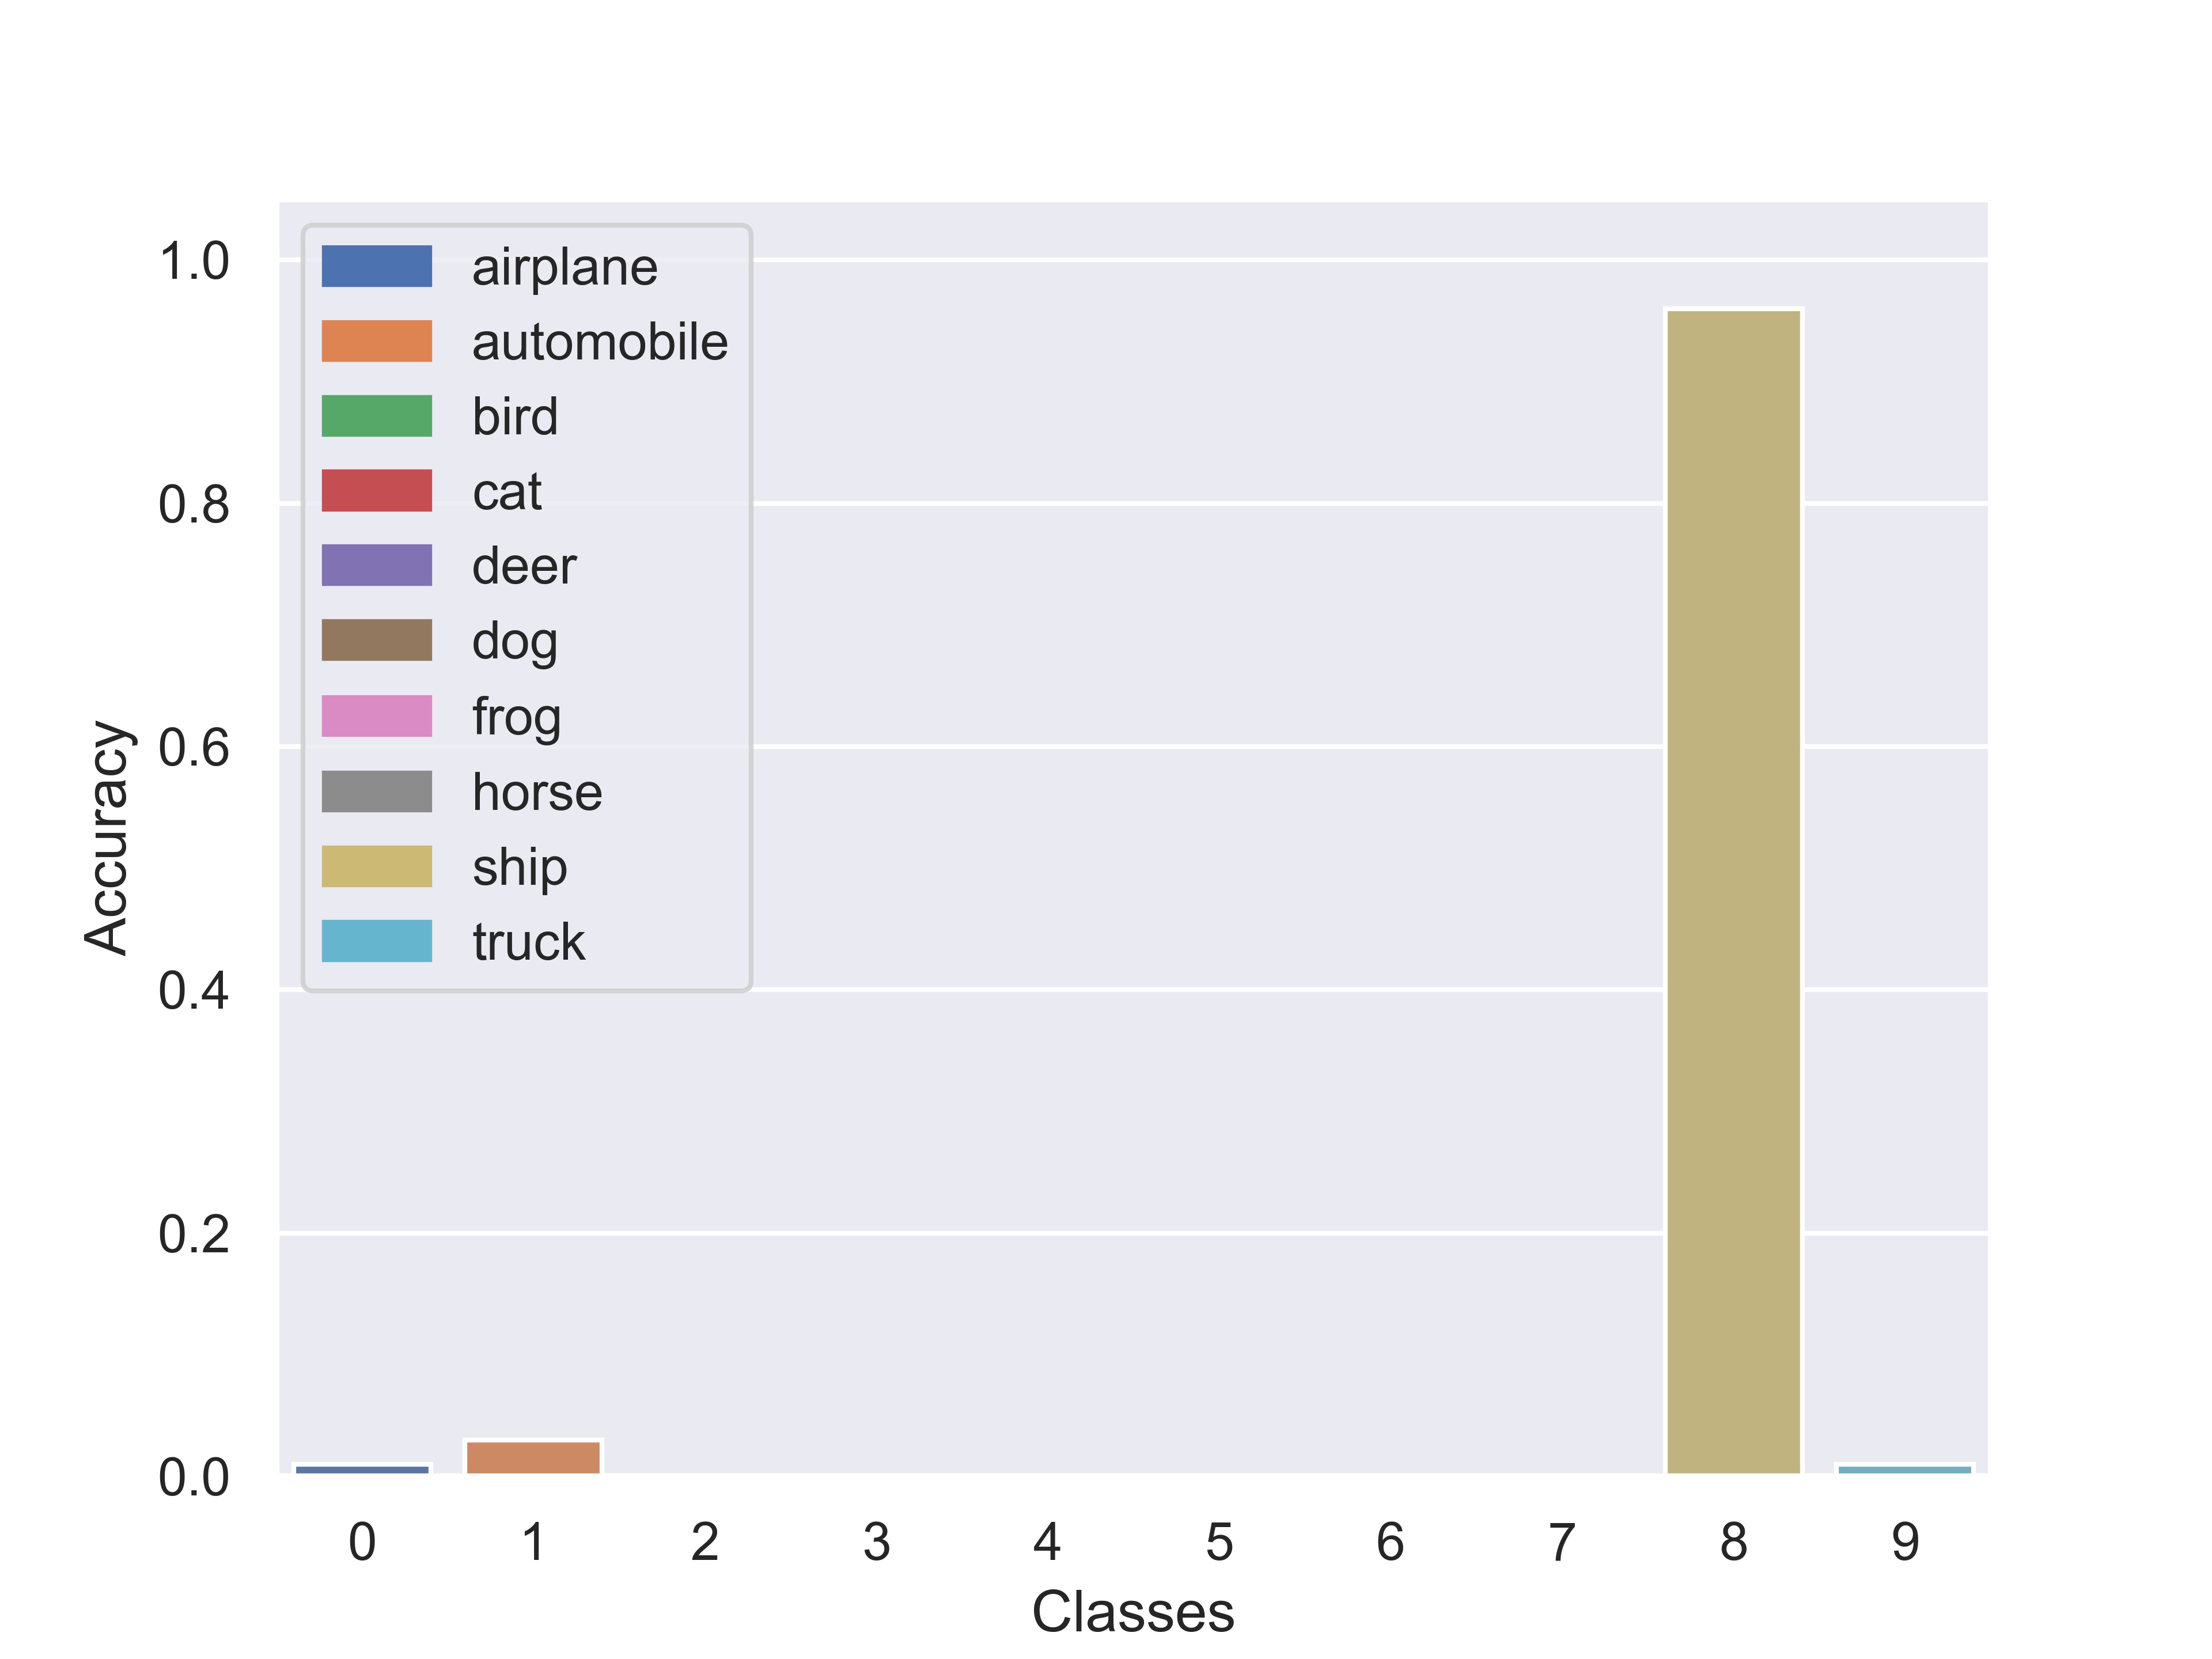 1.0
0.8
0.6
0.4
0.2
0.0
Accuracy
airplane
automobile
bird
cat
deer
dog
frog
horse
ship
truck
0 1 2 3 4 5 6 7 8 9
Classes